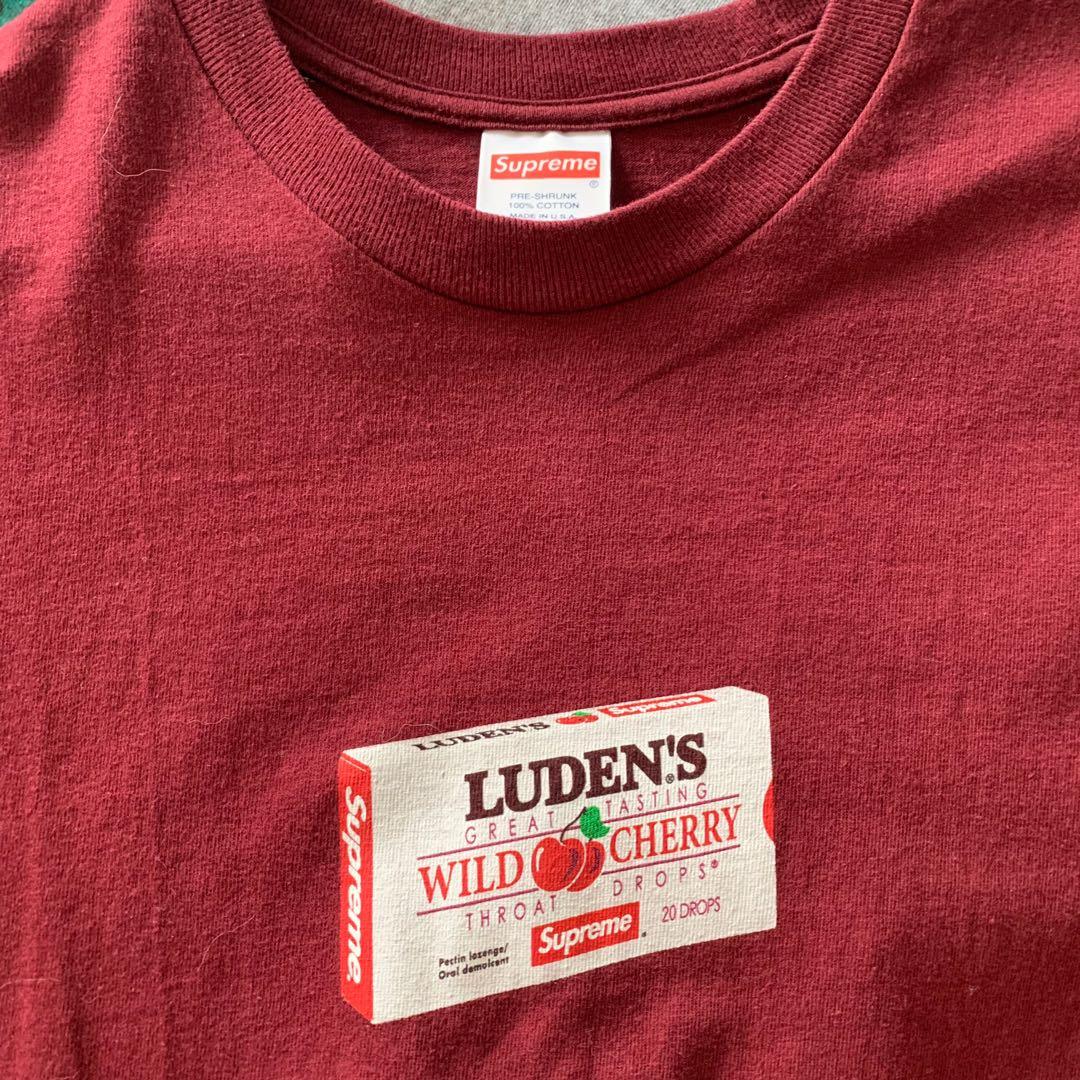 Supreme®
PRE-SHRUNK
100% COTTON
MADE IN U.S.A.
LUDEN'S Supreme
LUDEN'S®
GREAT TASTING
WILD CHERRY
THROAT DROPS®
Supreme® 20 DROPS
Pectin lozenge/
Oral demulcent
Supreme®